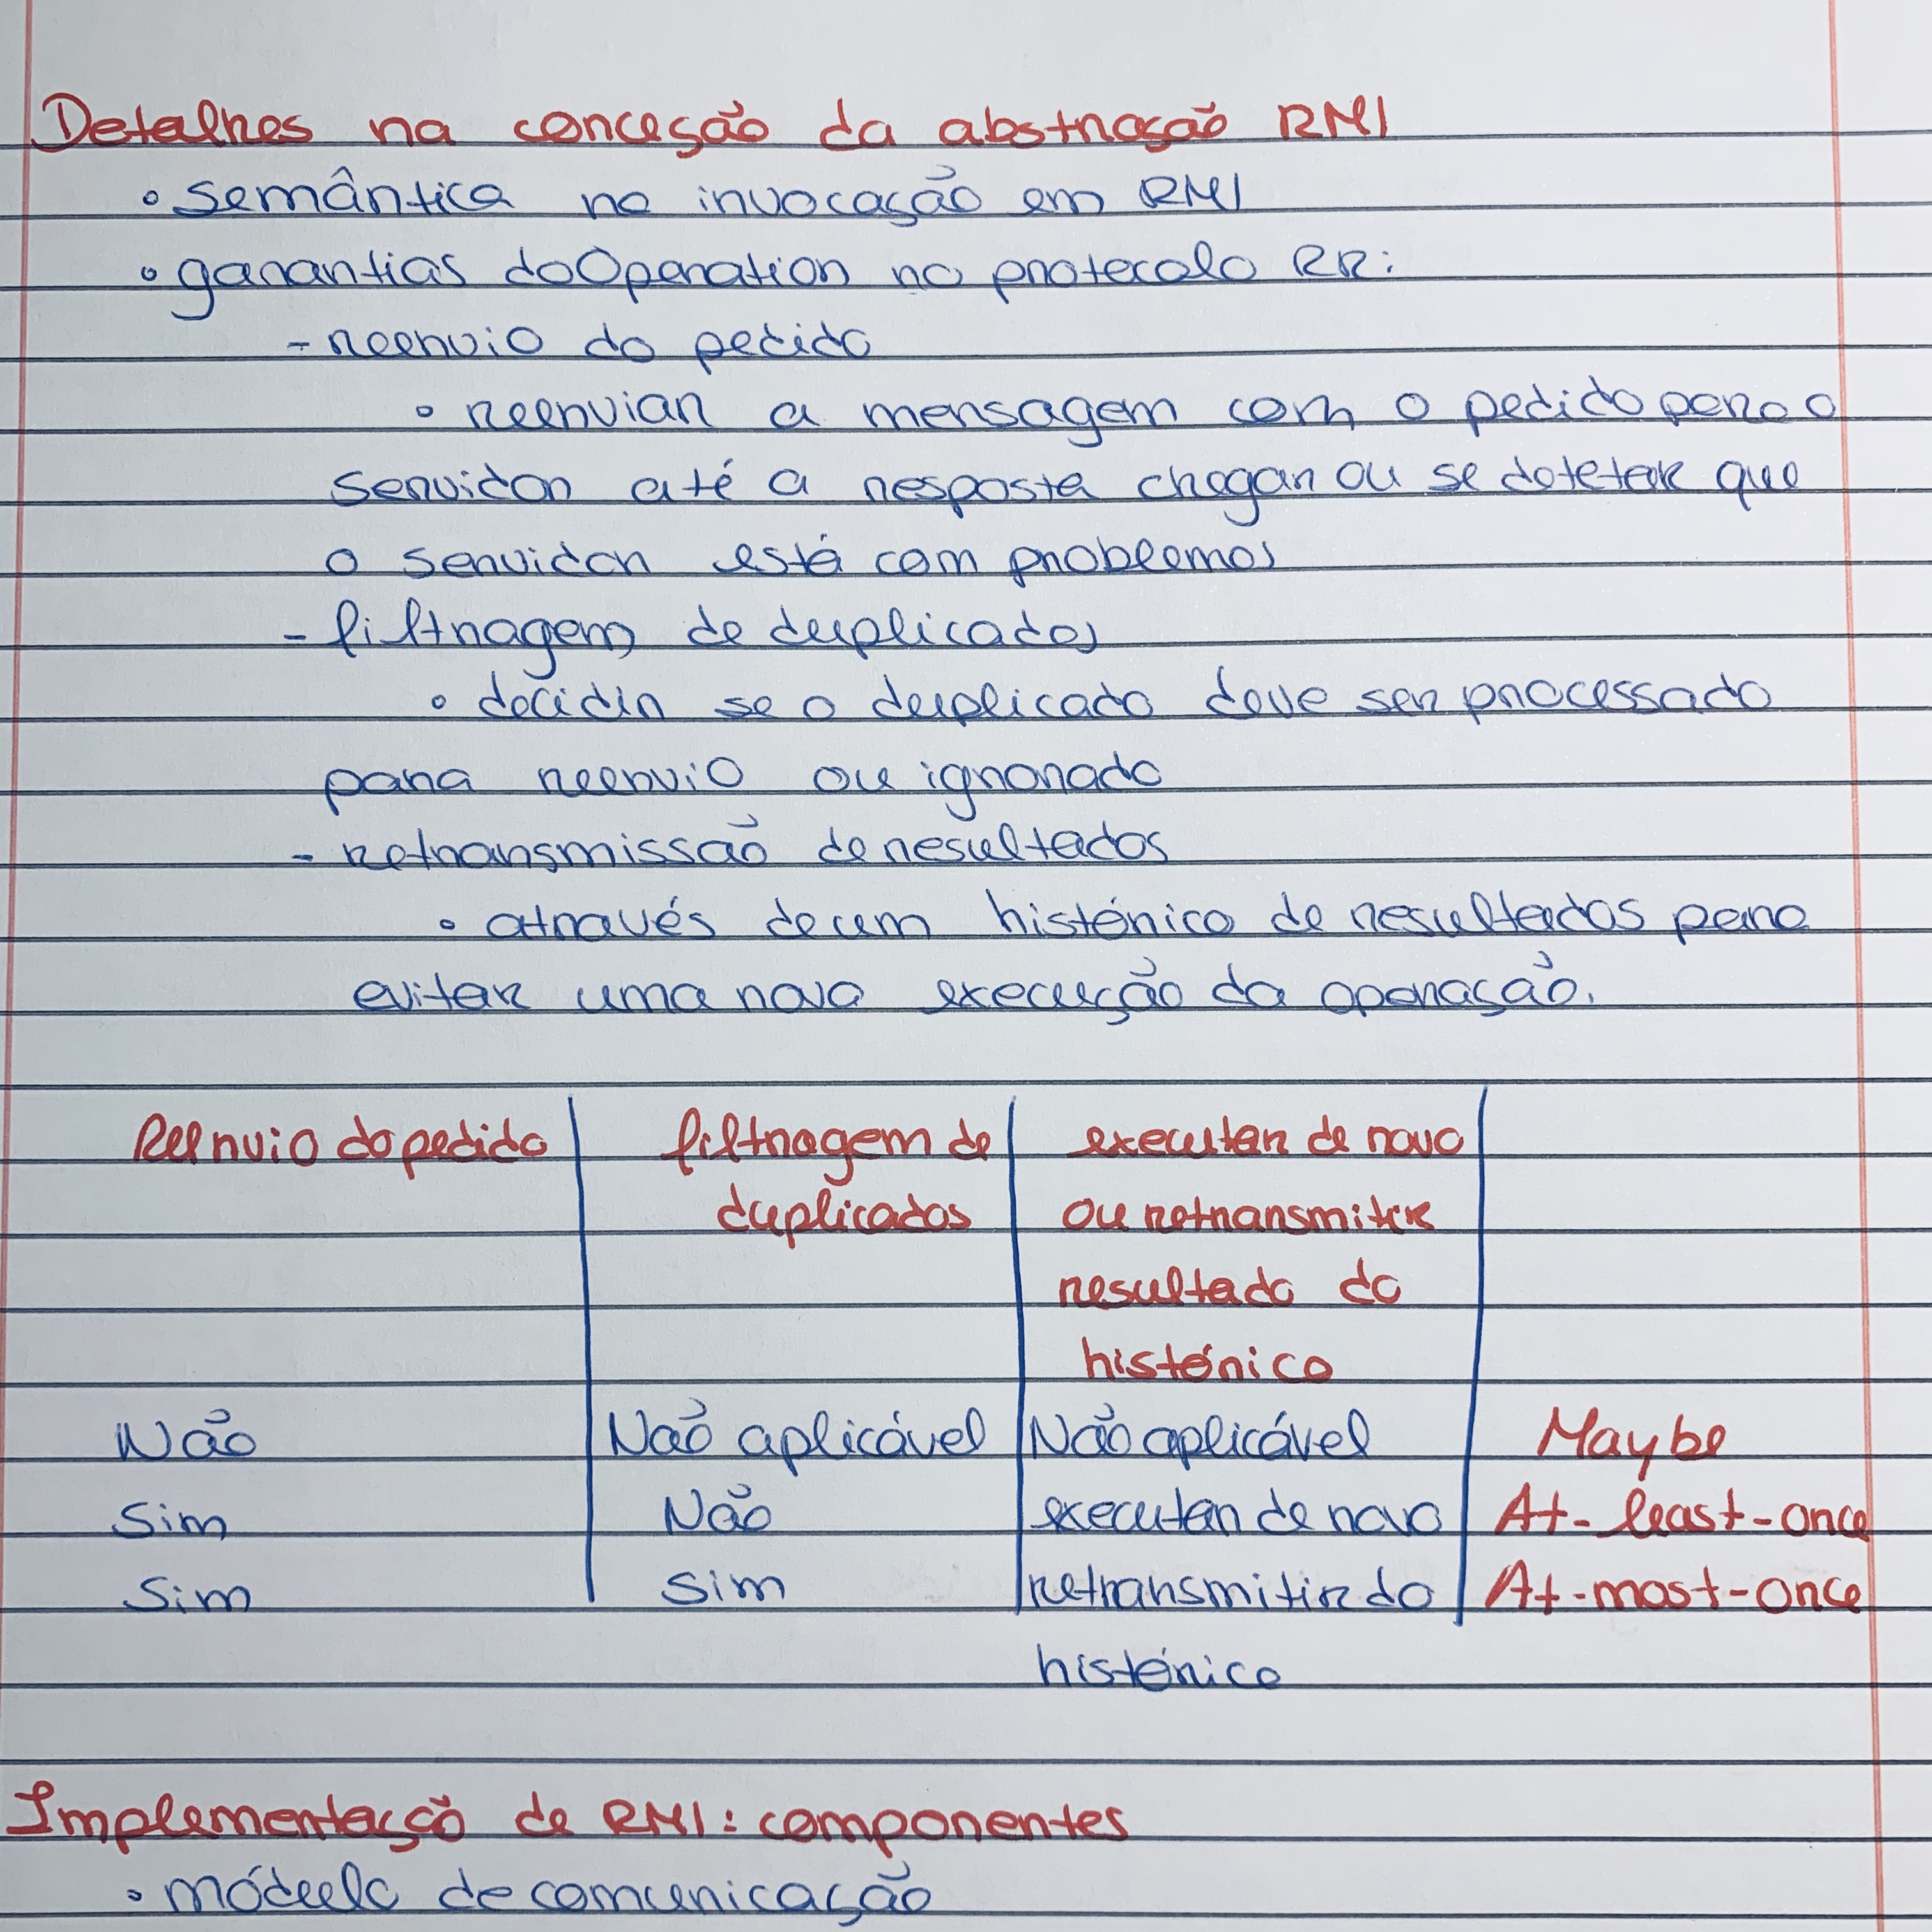 Detalhes na conceção da abstração RMI
• semântica na invocação em RMI
• garantias doOperation no protocolo RR:
- reenvio do pedido
• reenviar a mensagem com o pedido para o
servidor até a resposta chegar ou se detetar que
o servidor está com problemas
- filtragem de duplicados
• decidir se o duplicado deve ser processado
para reenvio ou ignorado
- retransmissão de resultados
• através de um histórico de resultados para
evitar uma nova execução da operação.
Reenvio do pedido | filtragem de | executar de novo |
duplicados | ou retransmitir |
resultado do
histórico
Não | Não aplicável | Não aplicável | Maybe
Sim | Não | executar de novo | At-least-once
Sim | Sim | retransmitir do | At-most-once
histórico
Implementação de RMI: componentes
• módulo de comunicação